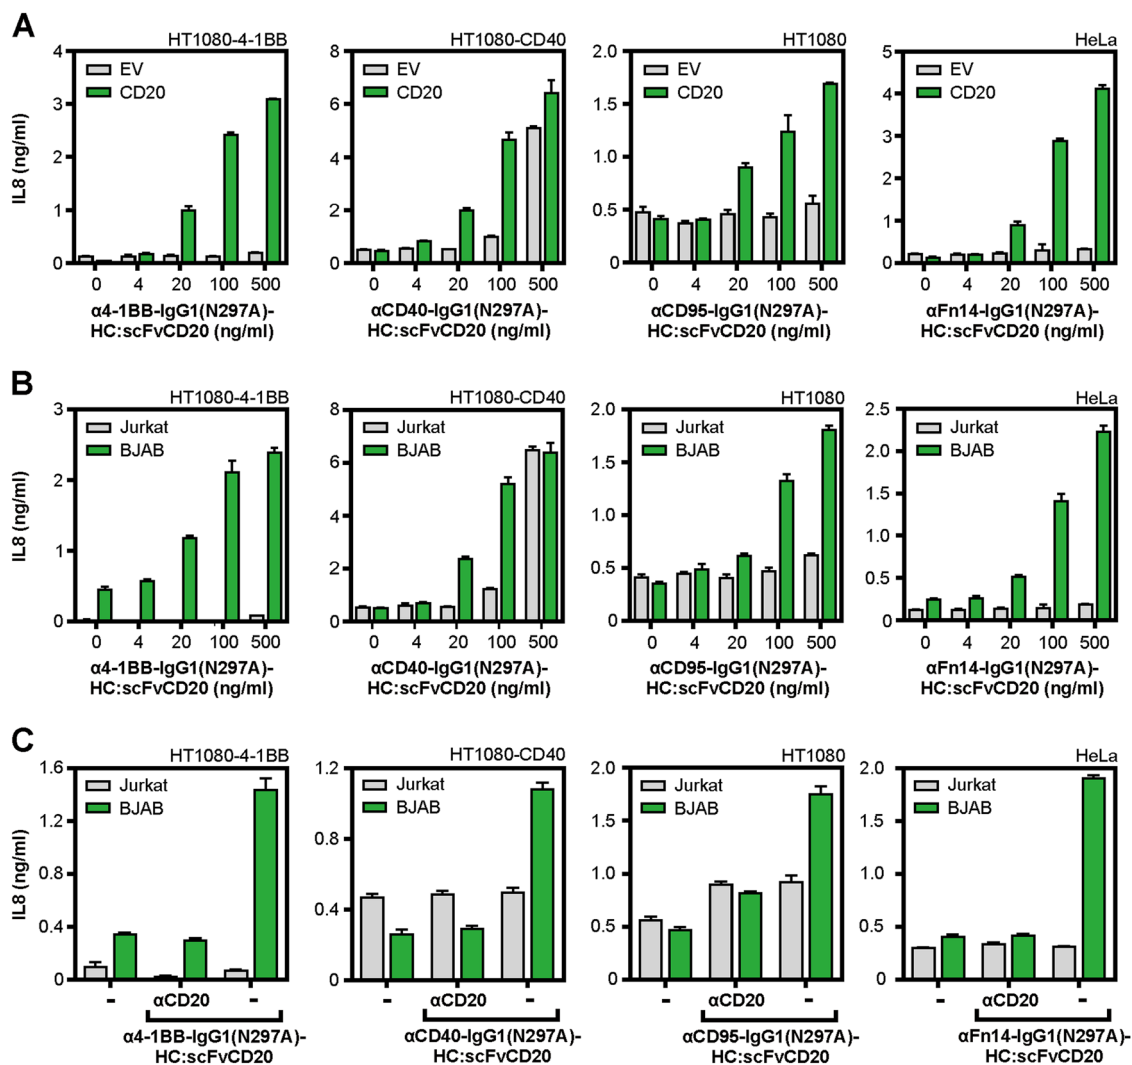 A
HT1080-4-1BB
HT1080-CD40
HT1080
HeLa
IL8 (ng/ml)
4
3
2
1
0
EV
CD20
0 4 20 100 500
α4-1BB-IgG1(N297A)-
HC:scFvCD20 (ng/ml)
8
6
4
2
0
EV
CD20
0 4 20 100 500
αCD40-IgG1(N297A)-
HC:scFvCD20 (ng/ml)
2.0
1.5
1.0
0.5
0
EV
CD20
0 4 20 100 500
αCD95-IgG1(N297A)-
HC:scFvCD20 (ng/ml)
5
4
3
2
1
0
EV
CD20
0 4 20 100 500
αFn14-IgG1(N297A)-
HC:scFvCD20 (ng/ml)
B
HT1080-4-1BB
HT1080-CD40
HT1080
HeLa
IL8 (ng/ml)
3
2
1
0
Jurkat
BJAB
0 4 20 100 500
α4-1BB-IgG1(N297A)-
HC:scFvCD20 (ng/ml)
8
6
4
2
0
Jurkat
BJAB
0 4 20 100 500
αCD40-IgG1(N297A)-
HC:scFvCD20 (ng/ml)
2.0
1.5
1.0
0.5
0
Jurkat
BJAB
0 4 20 100 500
αCD95-IgG1(N297A)-
HC:scFvCD20 (ng/ml)
2.5
2.0
1.5
1.0
0.5
0
Jurkat
BJAB
0 4 20 100 500
αFn14-IgG1(N297A)-
HC:scFvCD20 (ng/ml)
C
HT1080-4-1BB
HT1080-CD40
HT1080
HeLa
IL8 (ng/ml)
1.6
1.2
0.8
0.4
0
Jurkat
BJAB
- αCD20 -
α4-1BB-IgG1(N297A)-
HC:scFvCD20
1.2
0.8
0.4
0
Jurkat
BJAB
- αCD20 -
αCD40-IgG1(N297A)-
HC:scFvCD20
2.0
1.5
1.0
0.5
0
Jurkat
BJAB
- αCD20 -
αCD95-IgG1(N297A)-
HC:scFvCD20
2.0
1.5
1.0
0.5
0
Jurkat
BJAB
- αCD20 -
αFn14-IgG1(N297A)-
HC:scFvCD20